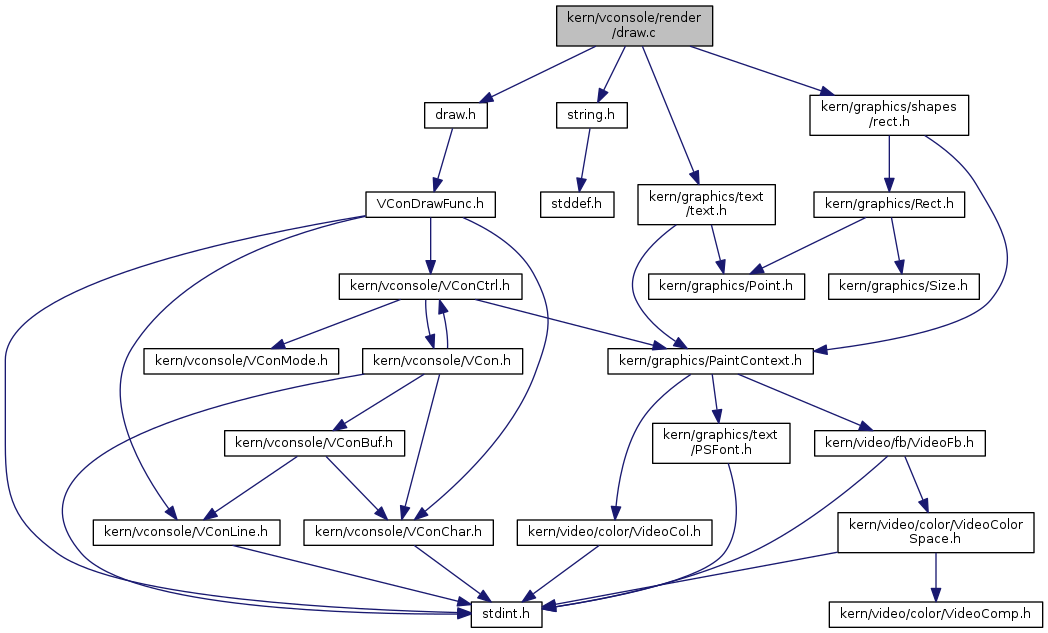 kern/vconsole/render
/draw.c
draw.h
string.h
kern/graphics/shapes
/rect.h
VConDrawFunc.h
stddef.h
kern/graphics/text
/text.h
kern/graphics/Rect.h
kern/vconsole/VConCtrl.h
kern/graphics/Point.h
kern/graphics/Size.h
kern/vconsole/VConMode.h
kern/vconsole/VCon.h
kern/graphics/PaintContext.h
kern/vconsole/VConBuf.h
kern/graphics/text
/PSFont.h
kern/video/fb/VideoFb.h
kern/vconsole/VConLine.h
kern/vconsole/VConChar.h
kern/video/color/VideoCol.h
kern/video/color/VideoColor
Space.h
stdint.h
kern/video/color/VideoComp.h